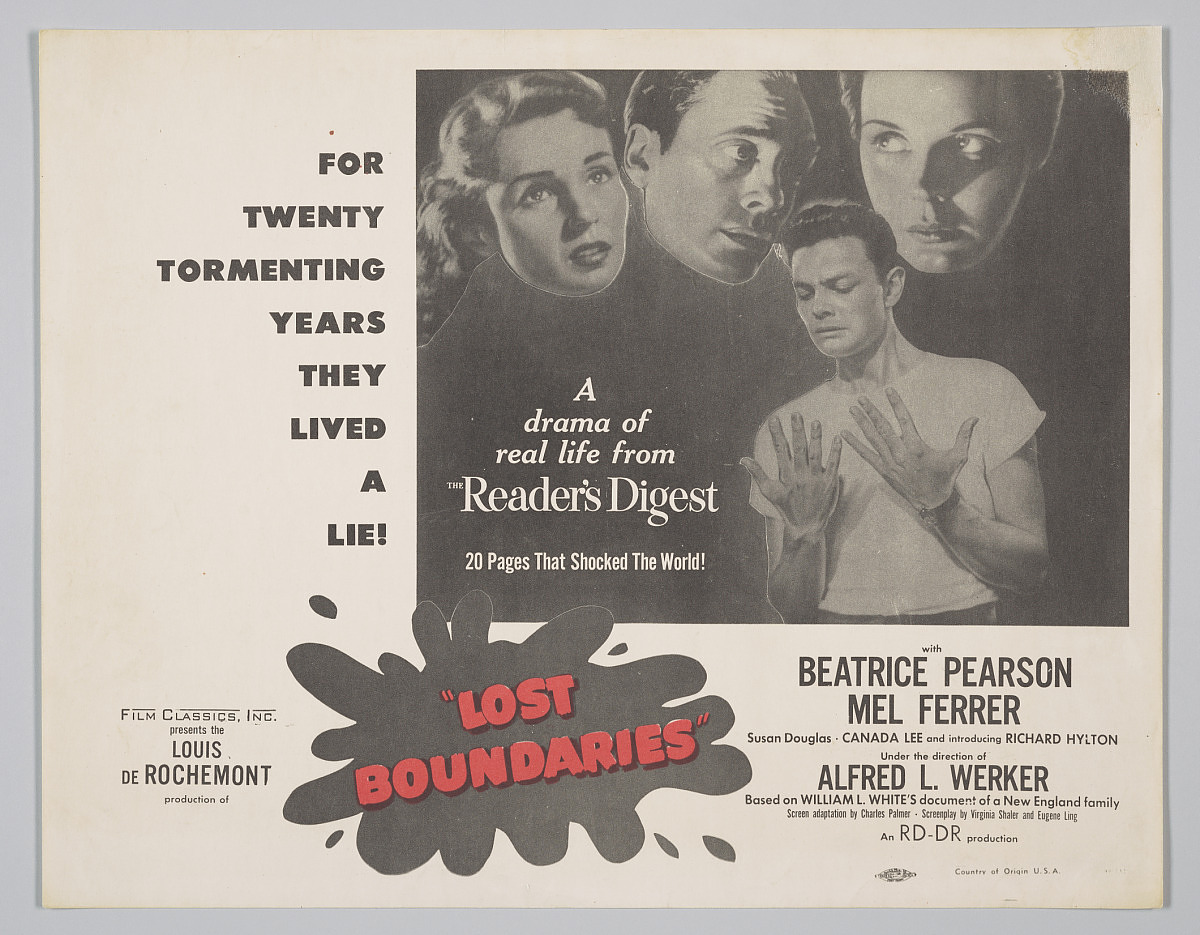 FOR
TWENTY
TORMENTING
YEARS
THEY
LIVED
A
LIE!
A
drama of
real life from
THE Reader's Digest
20 Pages That Shocked The World!
FILM CLASSICS, INC.
presents the
LOUIS
DE ROCHEMONT
production of
"LOST
BOUNDARIES"
with
BEATRICE PEARSON
MEL FERRER
Susan Douglas · CANADA LEE and introducing RICHARD HYLTON
Under the direction of
ALFRED L. WERKER
Based on WILLIAM L. WHITE'S document of a New England family
Screen adaptation by Charles Palmer · Screenplay by Virginia Shaler and Eugene Ling
An RD-DR production
Country of Origin U.S.A.